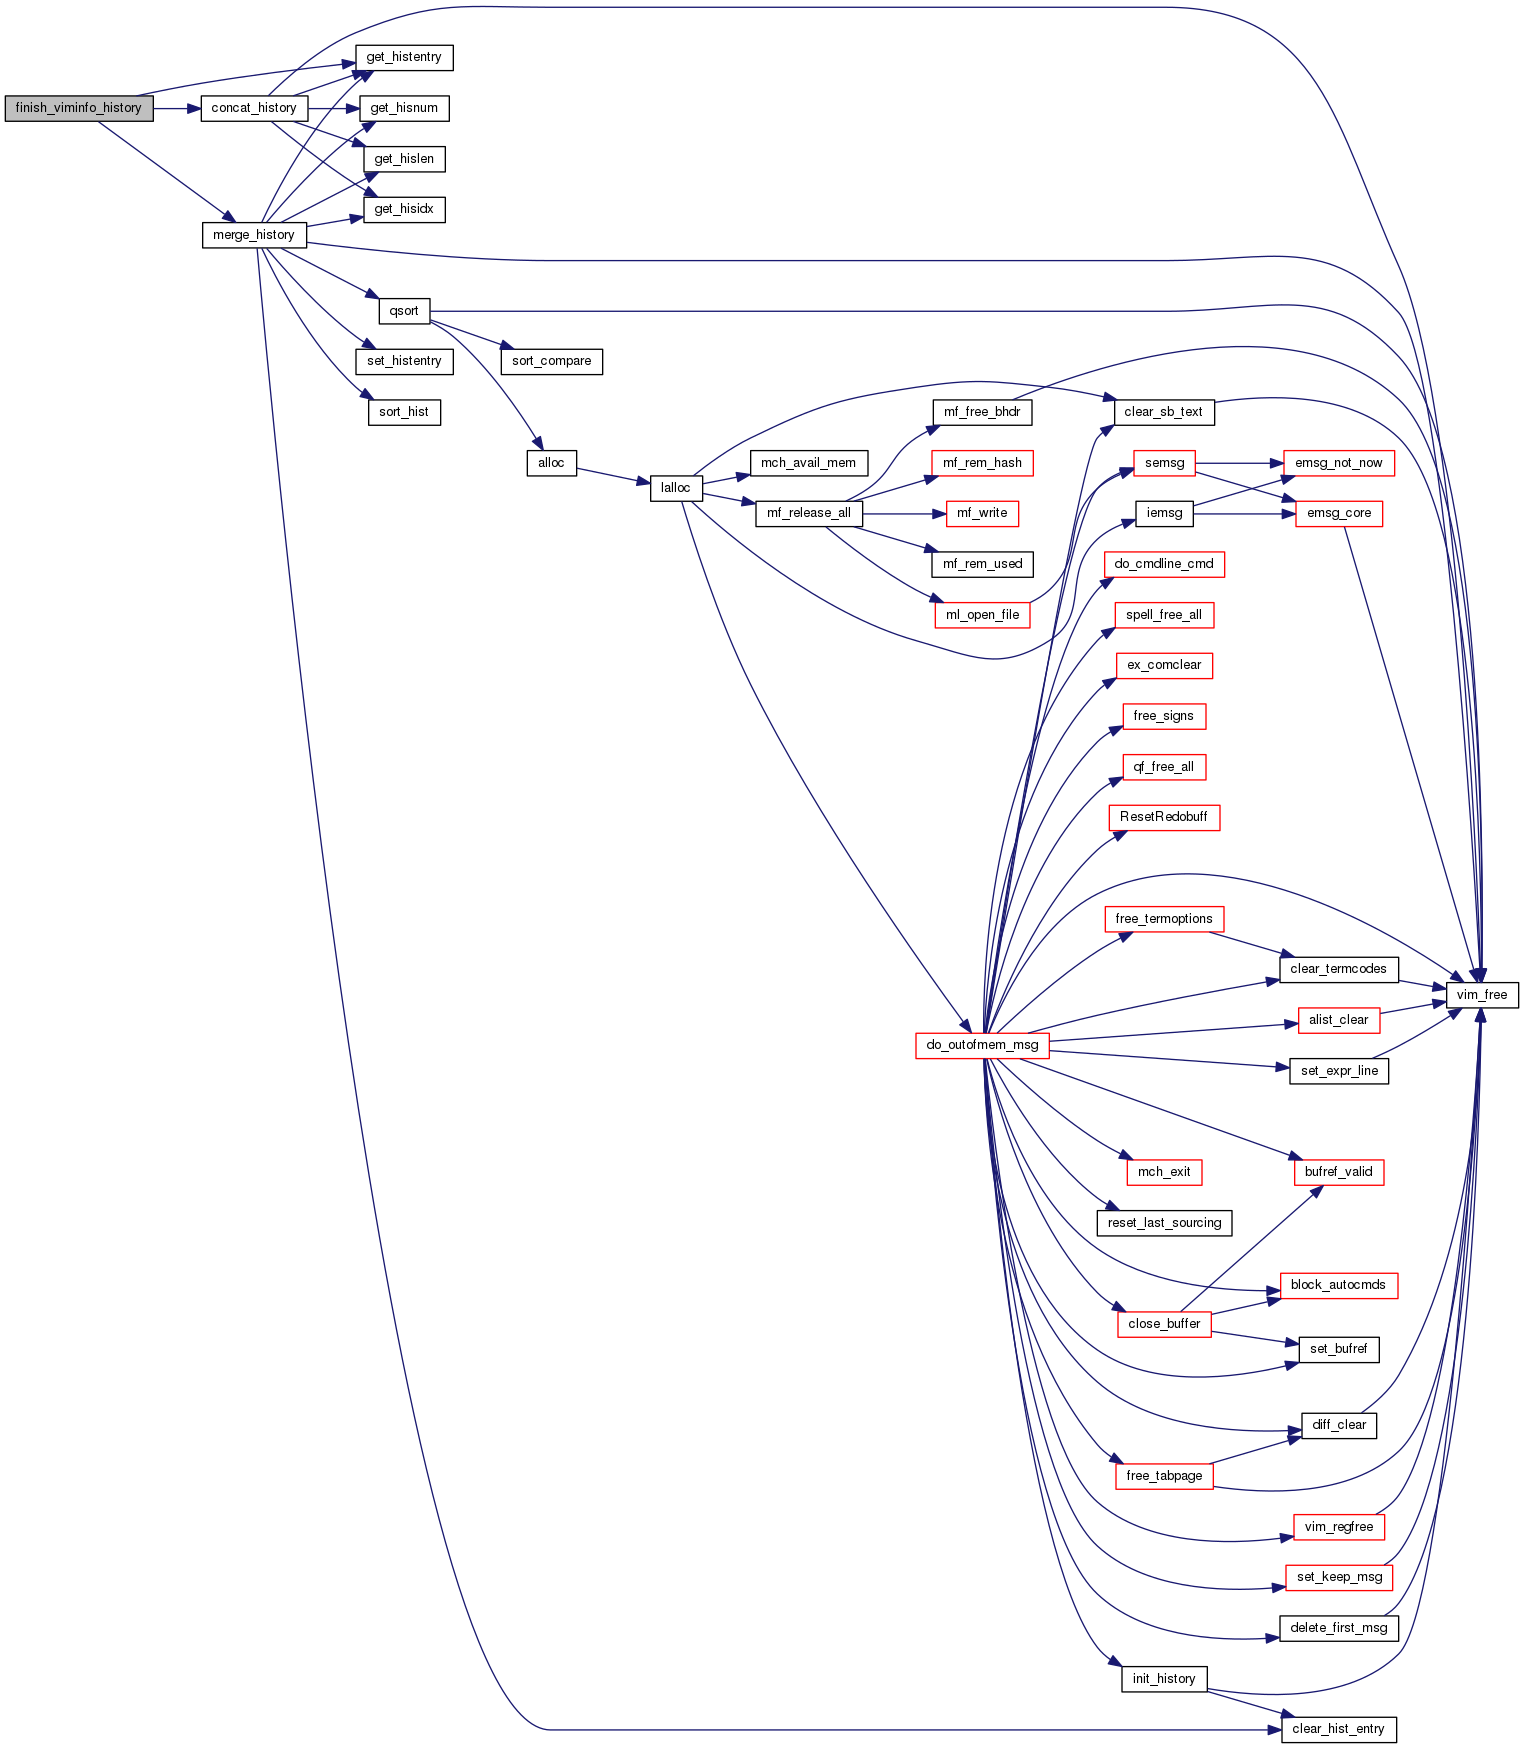 finish_viminfo_history
concat_history
merge_history
get_histentry
get_hisnum
get_hislen
get_hisidx
qsort
set_histentry
sort_hist
sort_compare
alloc
lalloc
mch_avail_mem
mf_release_all
mf_free_bhdr
mf_rem_hash
mf_write
mf_rem_used
ml_open_file
do_outofmem_msg
clear_sb_text
semsg
iemsg
do_cmdline_cmd
spell_free_all
ex_comclear
free_signs
qf_free_all
ResetRedobuff
free_termoptions
mch_exit
reset_last_sourcing
close_buffer
free_tabpage
init_history
emsg_not_now
emsg_core
clear_termcodes
alist_clear
set_expr_line
bufref_valid
block_autocmds
set_bufref
diff_clear
vim_regfree
set_keep_msg
delete_first_msg
clear_hist_entry
vim_free